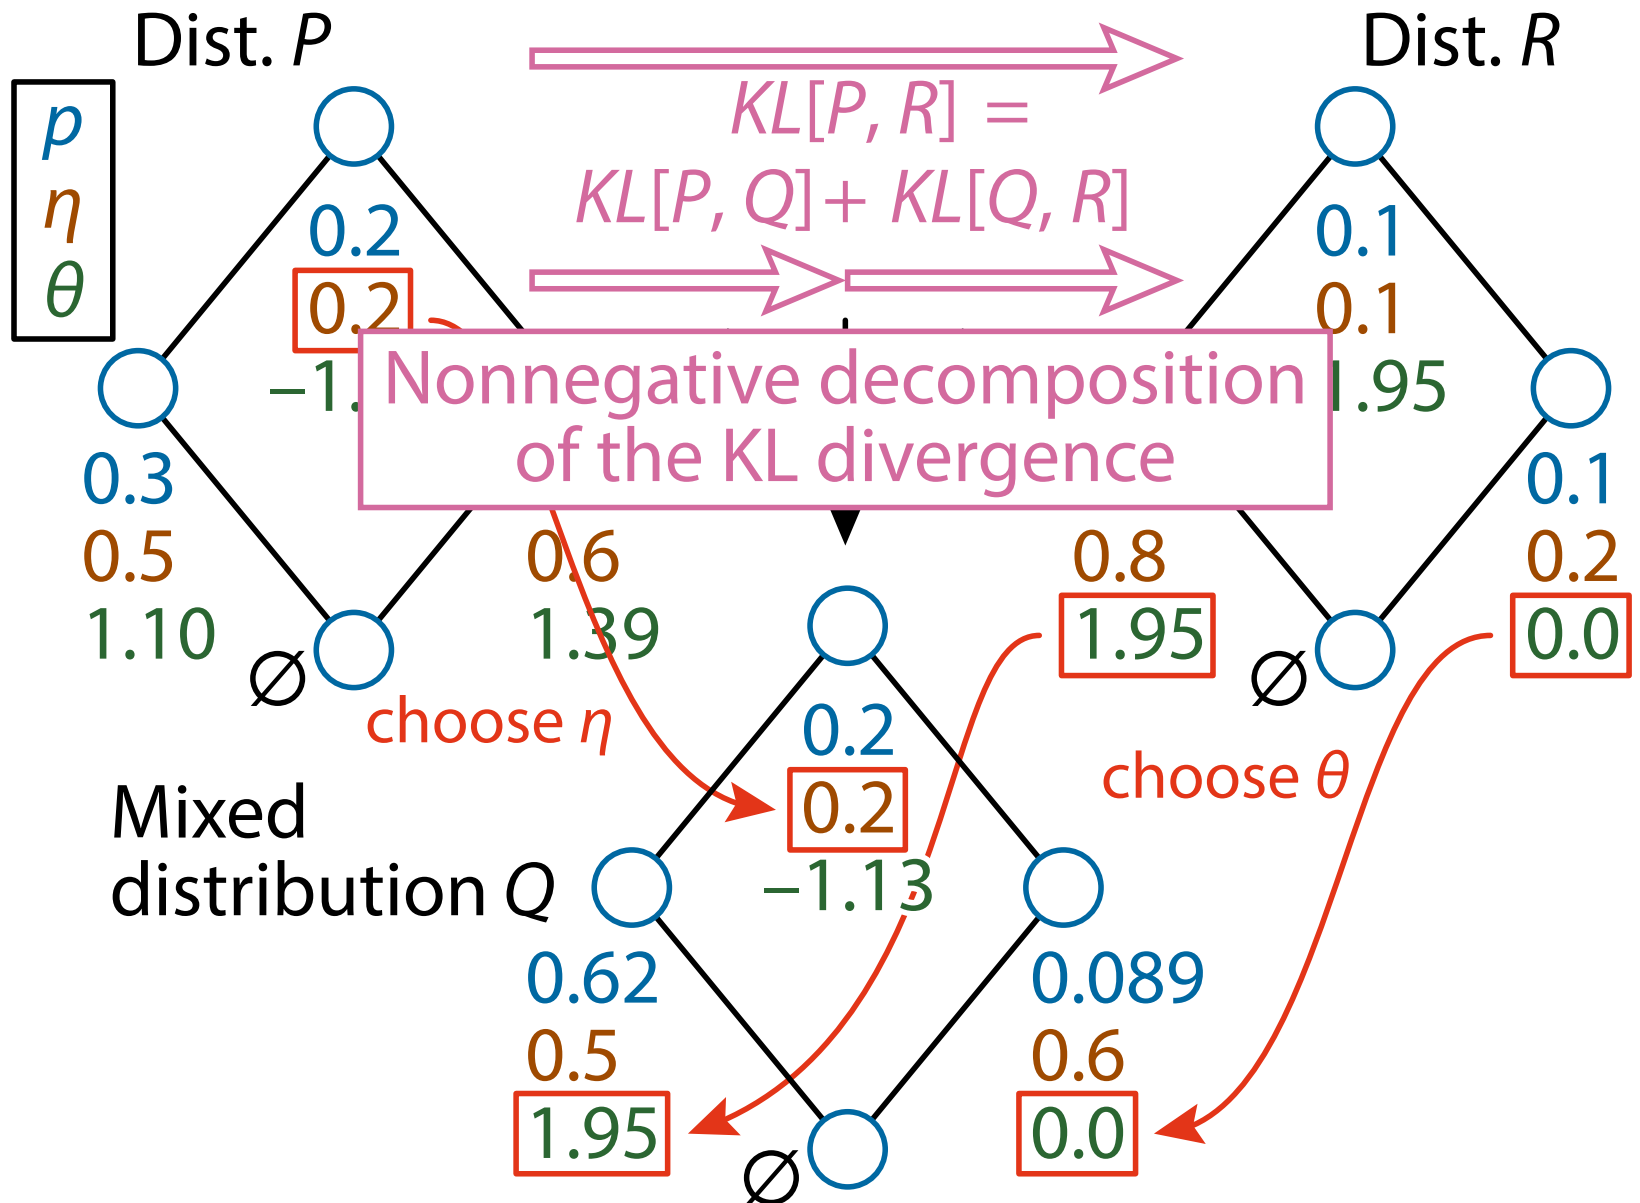 Dist. P
Dist. R
p
η
θ
KL[P, R] =
KL[P, Q] + KL[Q, R]
0.2
0.2
−1.
0.1
0.1
1.95
Nonnegative decomposition
of the KL divergence
0.3
0.5
1.10
0.6
1.39
0.8
1.95
0.1
0.2
0.0
∅
∅
choose η
choose θ
Mixed
distribution Q
0.2
0.2
−1.13
0.62
0.5
1.95
0.089
0.6
0.0
∅